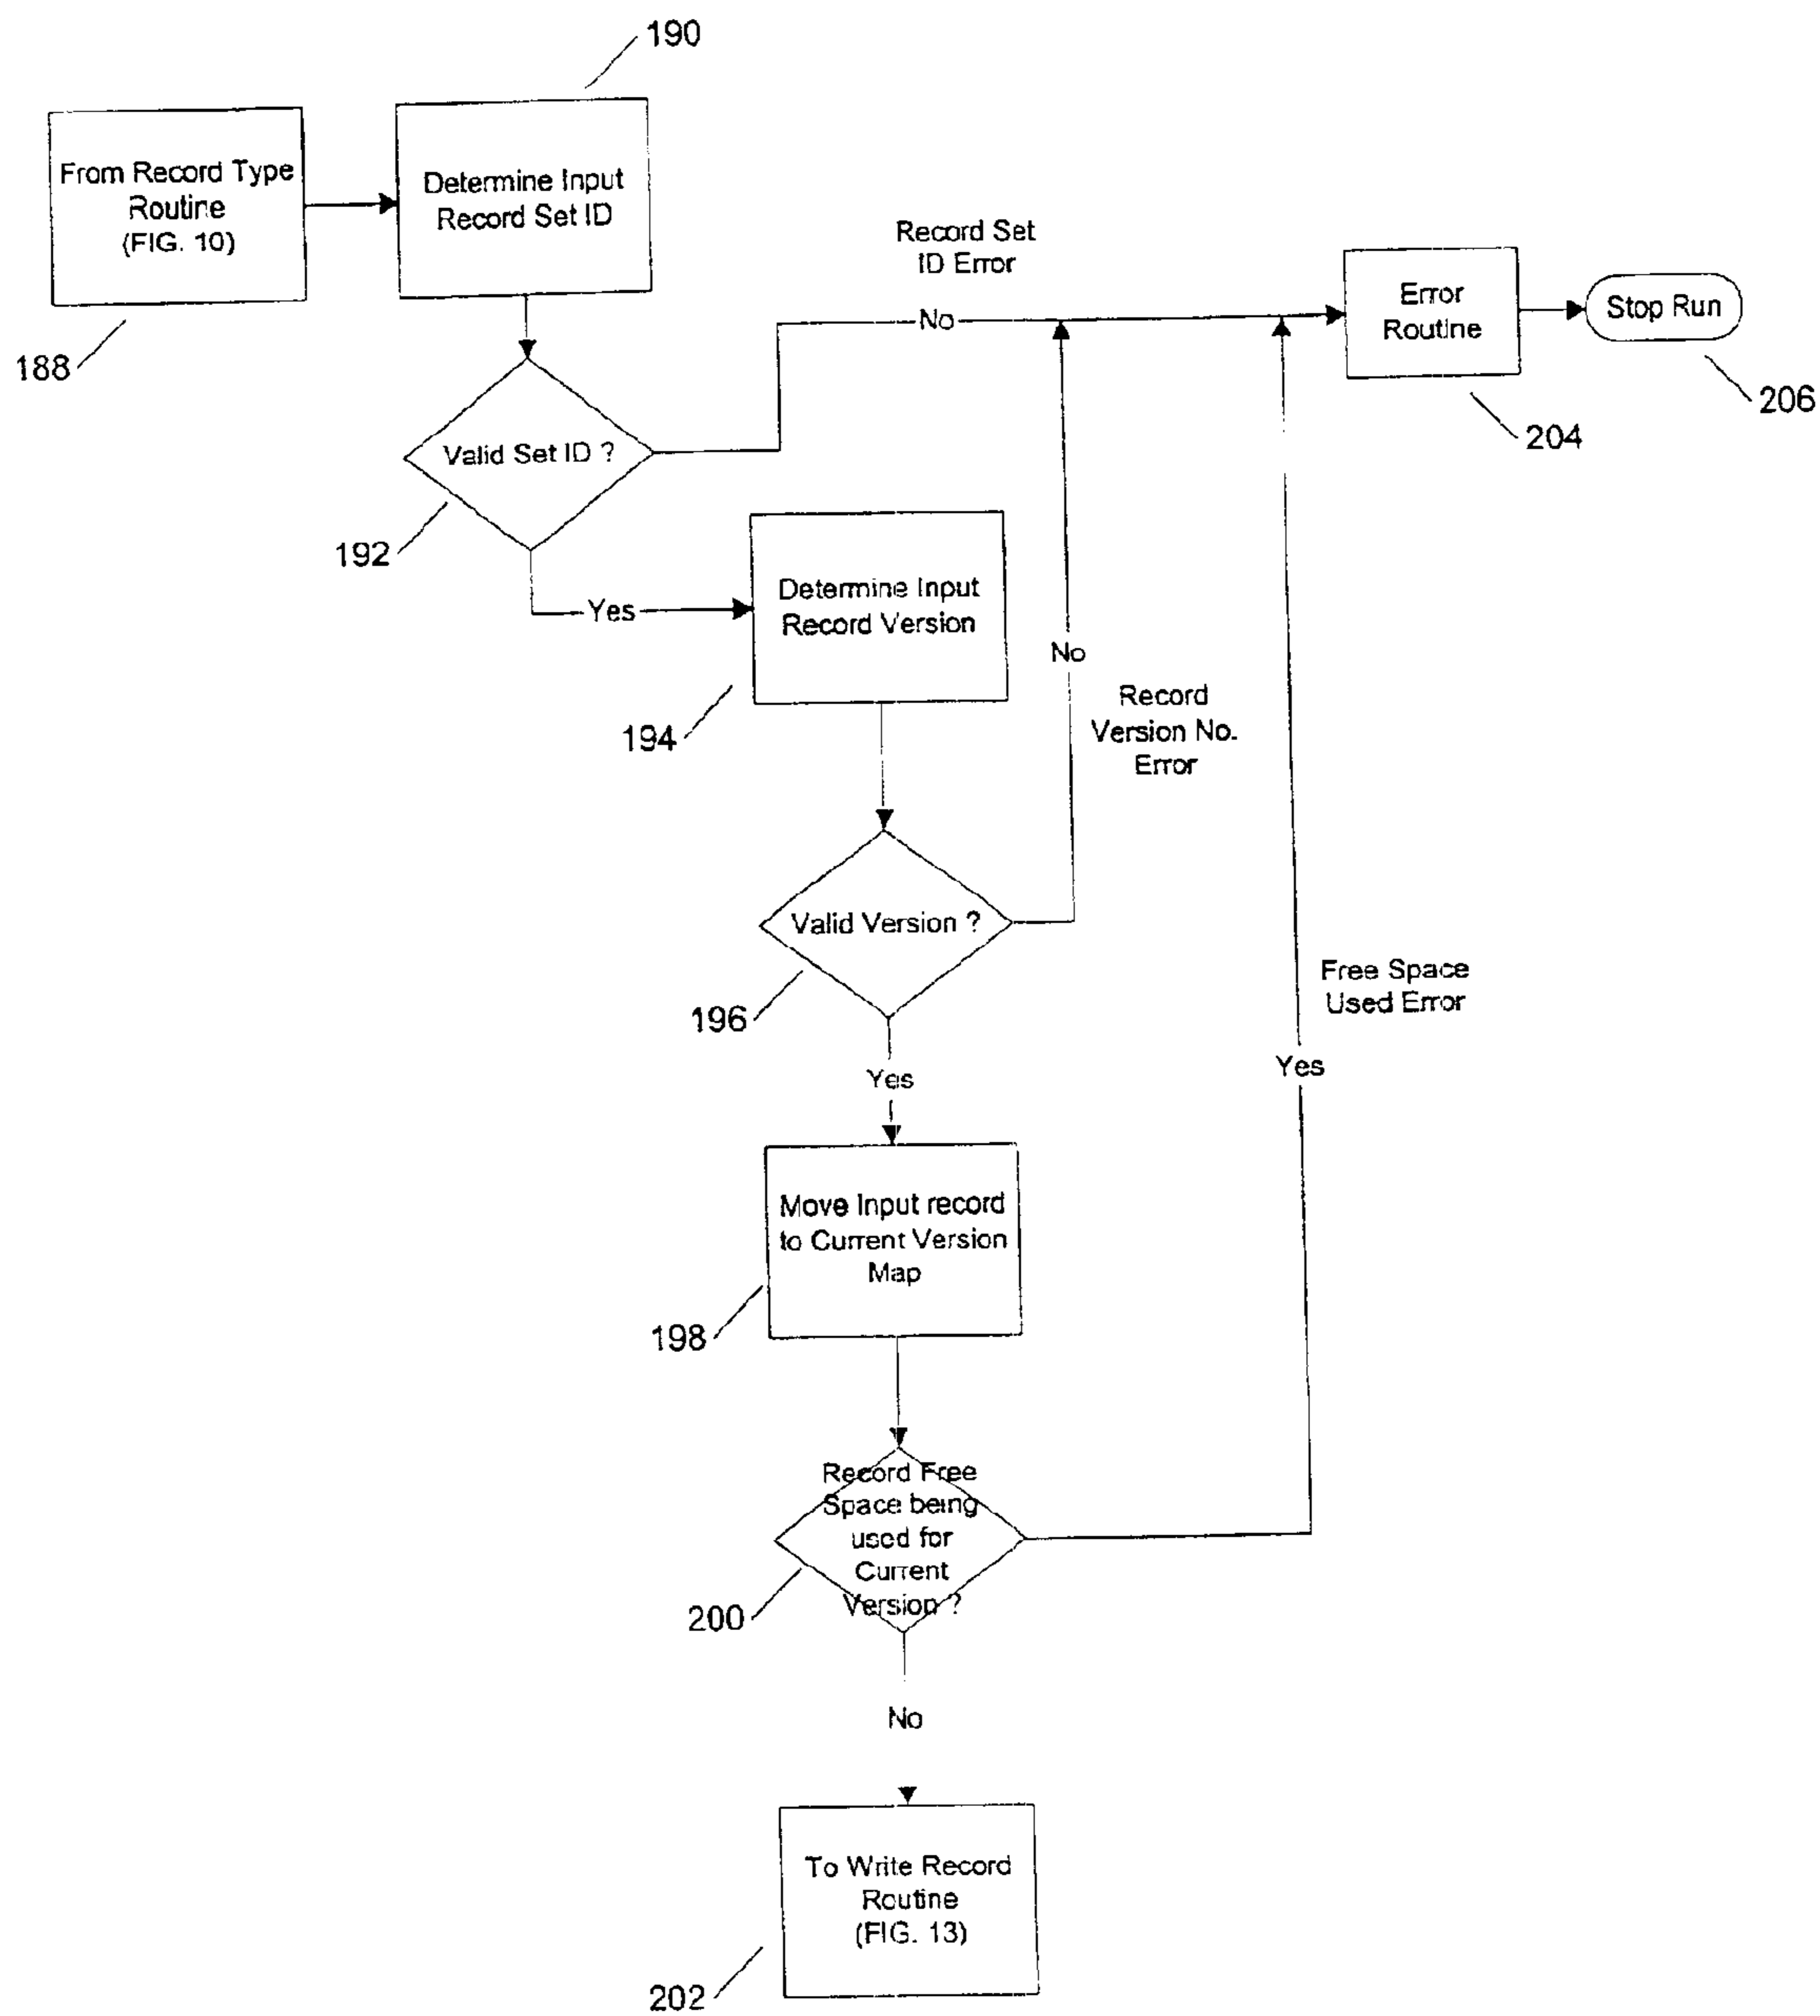 190
From Record Type
Routine
(FIG. 10)
188
Determine Input
Record Set ID
Record Set
ID Error
No
Error
Routine
204
Stop Run
206
Valid Set ID ?
192
Yes
Determine Input
Record Version
194
No
Record
Version No.
Error
Valid Version ?
196
Yes
Free Space
Used Error
Yes
Move Input record
to Current Version
Map
198
Record Free
Space being
used for
Current
Version ?
200
No
To Write Record
Routine
(FIG. 13)
202